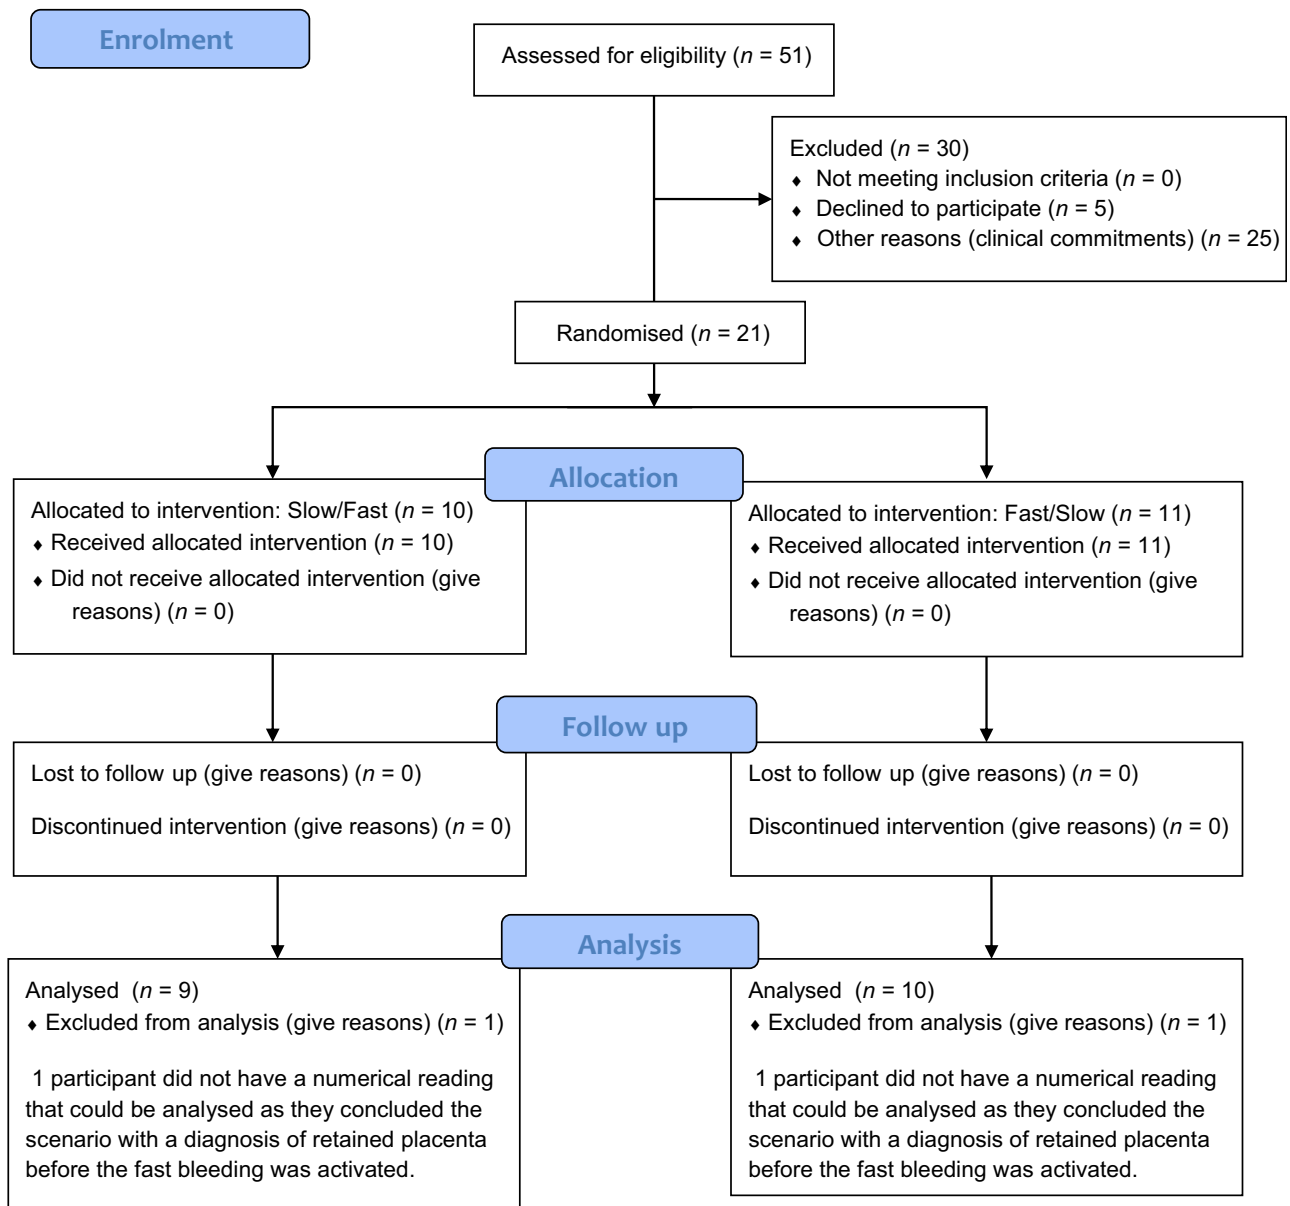 Enrolment
Assessed for eligibility (n = 51)
Excluded (n = 30)
♦ Not meeting inclusion criteria (n = 0)
♦ Declined to participate (n = 5)
♦ Other reasons (clinical commitments) (n = 25)
Randomised (n = 21)
Allocation
Allocated to intervention: Slow/Fast (n = 10)
♦ Received allocated intervention (n = 10)
♦ Did not receive allocated intervention (give
reasons) (n = 0)
Allocated to intervention: Fast/Slow (n = 11)
♦ Received allocated intervention (n = 11)
♦ Did not receive allocated intervention (give
reasons) (n = 0)
Follow up
Lost to follow up (give reasons) (n = 0)
Discontinued intervention (give reasons) (n = 0)
Lost to follow up (give reasons) (n = 0)
Discontinued intervention (give reasons) (n = 0)
Analysis
Analysed (n = 9)
♦ Excluded from analysis (give reasons) (n = 1)
1 participant did not have a numerical reading
that could be analysed as they concluded the
scenario with a diagnosis of retained placenta
before the fast bleeding was activated.
Analysed (n = 10)
♦ Excluded from analysis (give reasons) (n = 1)
1 participant did not have a numerical reading
that could be analysed as they concluded the
scenario with a diagnosis of retained placenta
before the fast bleeding was activated.